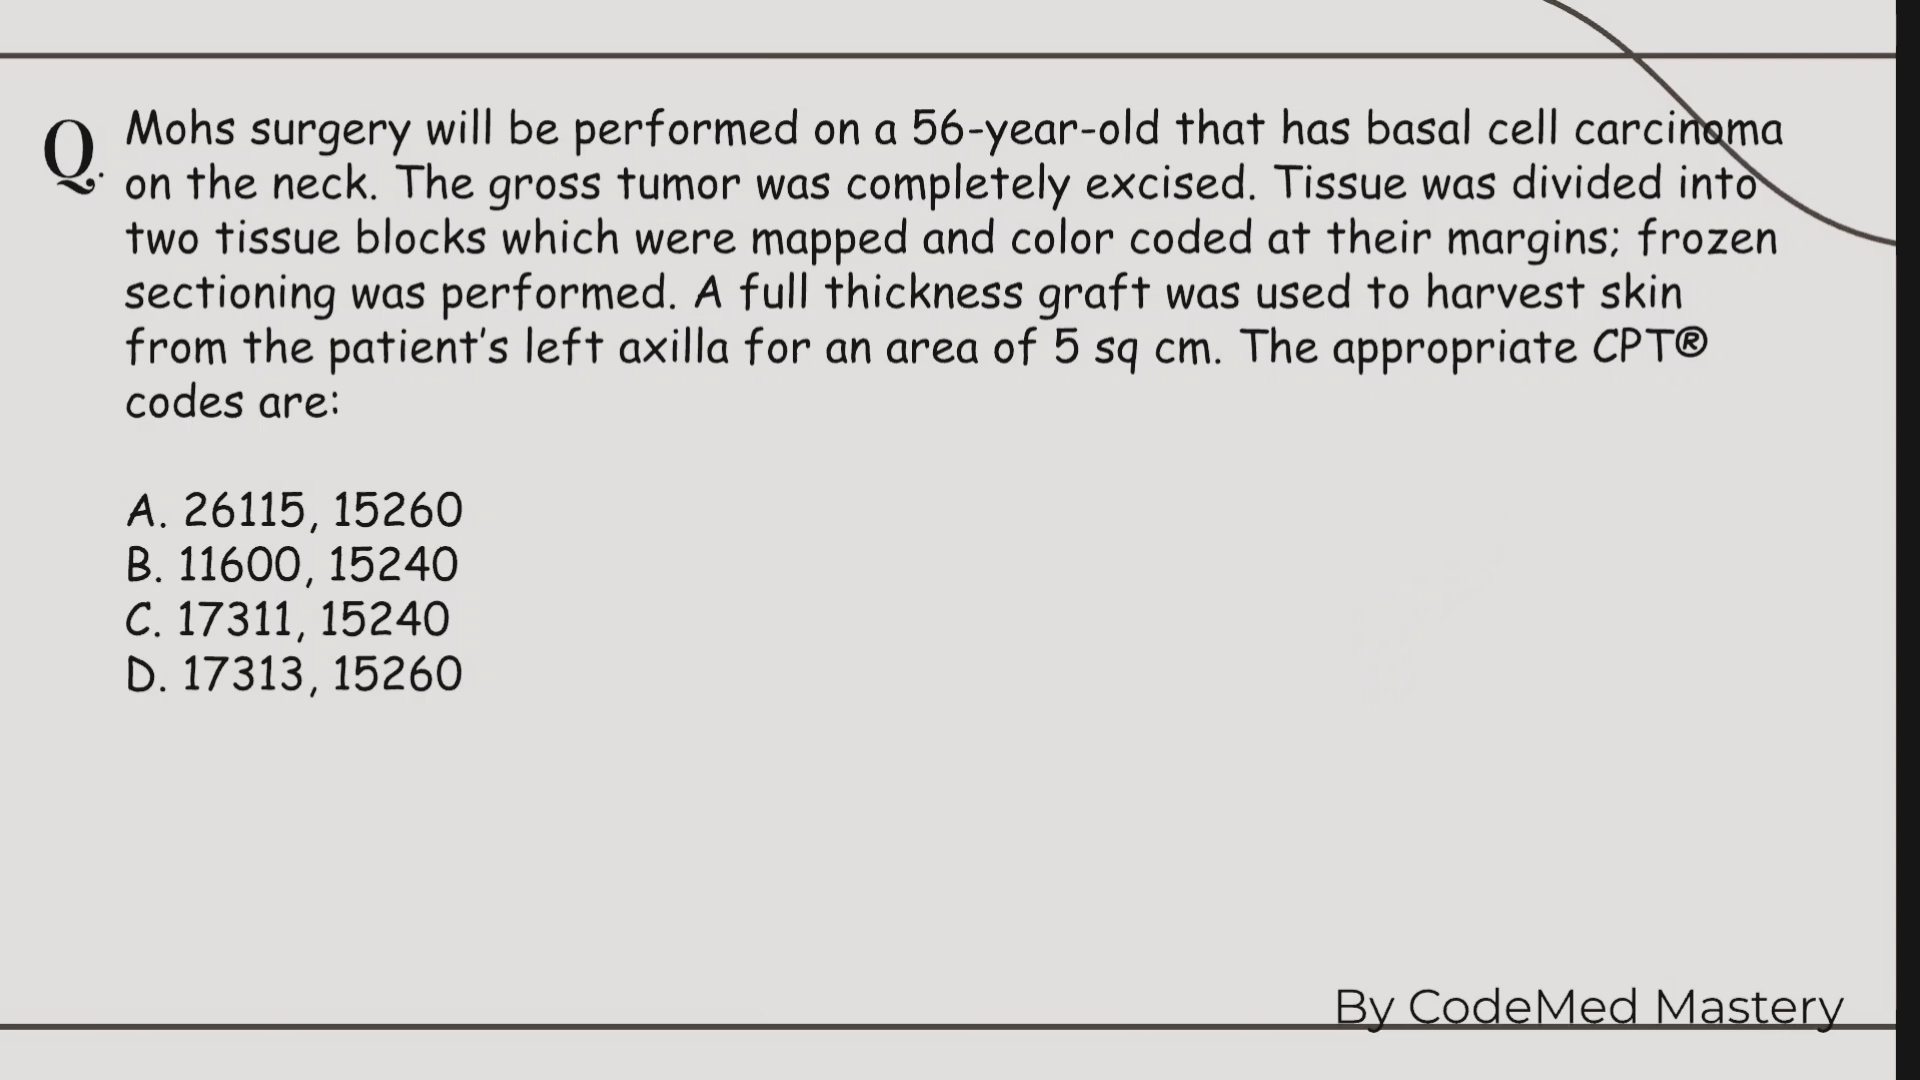 Q. Mohs surgery will be performed on a 56-year-old that has basal cell carcinoma
on the neck. The gross tumor was completely excised. Tissue was divided into
two tissue blocks which were mapped and color coded at their margins; frozen
sectioning was performed. A full thickness graft was used to harvest skin
from the patient's left axilla for an area of 5 sq cm. The appropriate CPT®
codes are:
A. 26115, 15260
B. 11600, 15240
C. 17311, 15240
D. 17313, 15260
By CodeMed Mastery